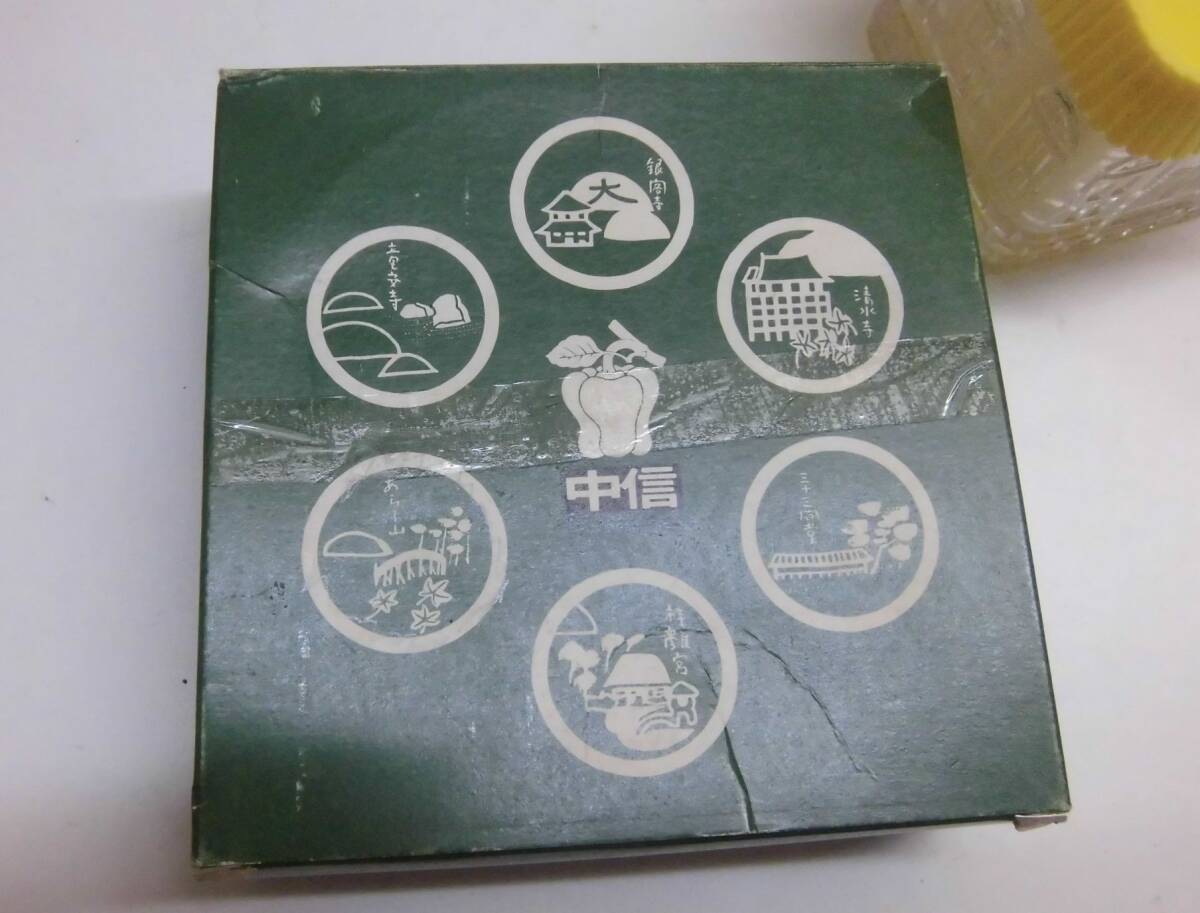 銀閣寺
大
清水寺
竜安寺
中信
三十三間堂
あらし山
桂離宮